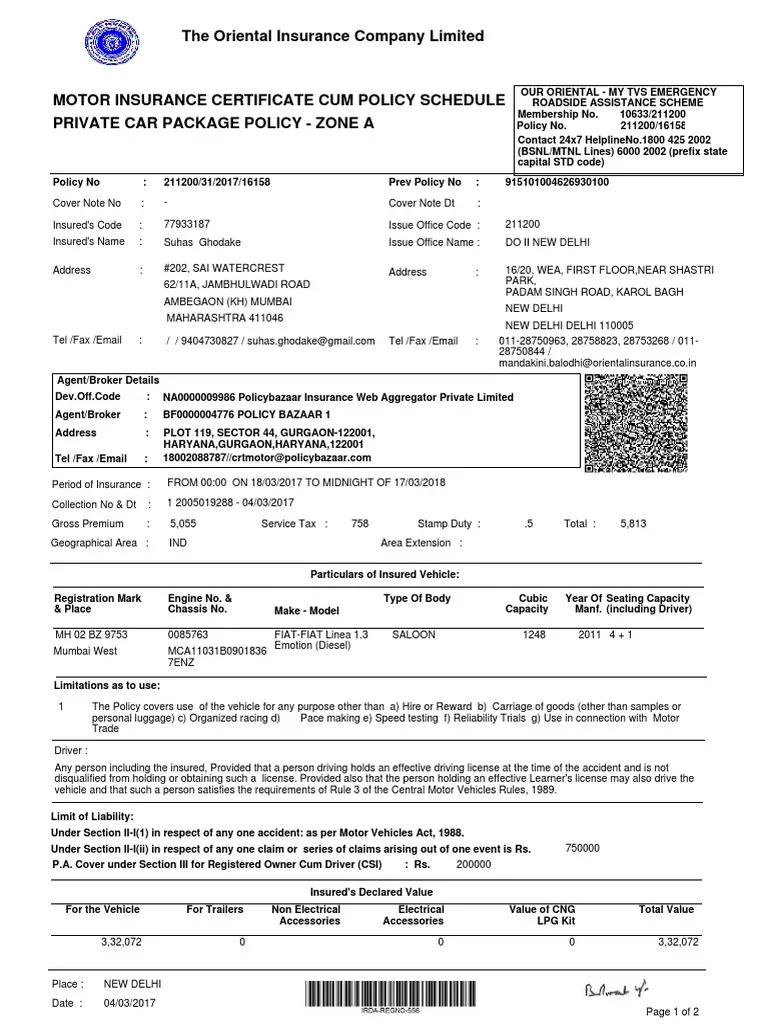 The Oriental Insurance Company Limited
MOTOR INSURANCE CERTIFICATE CUM POLICY SCHEDULE
PRIVATE CAR PACKAGE POLICY - ZONE A
OUR ORIENTAL - MY TVS EMERGENCY
ROADSIDE ASSISTANCE SCHEME
Membership No. 10633/211200
Policy No. 211200/16158
Contact 24x7 HelplineNo.1800 425 2002
(BSNL/MTNL Lines) 6000 2002 (prefix state
capital STD code)
Policy No : 211200/31/2017/16158 Prev Policy No : 915101004626930100
Cover Note No : - Cover Note Dt :
Insured's Code : 77933187 Issue Office Code : 211200
Insured's Name : Suhas Ghodake Issue Office Name : DO II NEW DELHI
Address : #202, SAI WATERCREST Address : 16/20, WEA, FIRST FLOOR,NEAR SHASTRI
PARK,
62/11A, JAMBHULWADI ROAD PADAM SINGH ROAD, KAROL BAGH
AMBEGAON (KH) MUMBAI NEW DELHI
MAHARASHTRA 411046 NEW DELHI DELHI 110005
Tel /Fax /Email : / / 9404730827 / suhas.ghodake@gmail.com Tel /Fax /Email : 011-28750963, 28758823, 28753268 / 011-
28750844 /
mandakini.balodhi@orientalinsurance.co.in
Agent/Broker Details
Dev.Off.Code : NA0000009986 Policybazaar Insurance Web Aggregator Private Limited
Agent/Broker : BF0000004776 POLICY BAZAAR 1
Address : PLOT 119, SECTOR 44, GURGAON-122001,
HARYANA,GURGAON,HARYANA,122001
Tel /Fax /Email : 18002088787//crtmotor@policybazaar.com
Period of Insurance : FROM 00:00 ON 18/03/2017 TO MIDNIGHT OF 17/03/2018
Collection No & Dt : 1 2005019288 - 04/03/2017
Gross Premium : 5,055 Service Tax : 758 Stamp Duty : .5 Total : 5,813
Geographical Area : IND Area Extension :
Particulars of Insured Vehicle:
Registration Mark & Place Engine No. & Chassis No. Make - Model Type Of Body Cubic Capacity Year Of Manf. Seating Capacity (including Driver)
MH 02 BZ 9753 0085763 FIAT-FIAT Linea 1.3 SALOON 1248 2011 4 + 1
Emotion (Diesel)
Mumbai West MCA11031B0901836
7ENZ
Limitations as to use:
1 The Policy covers use of the vehicle for any purpose other than a) Hire or Reward b) Carriage of goods (other than samples or
personal luggage) c) Organized racing d) Pace making e) Speed testing f) Reliability Trials g) Use in connection with Motor
Trade
Driver :
Any person including the insured, Provided that a person driving holds an effective driving license at the time of the accident and is not
disqualified from holding or obtaining such a license. Provided also that the person holding an effective Learner's license may also drive the
vehicle and that such a person satisfies the requirements of Rule 3 of the Central Motor Vehicles Rules, 1989.
Limit of Liability:
Under Section II-I(1) in respect of any one accident: as per Motor Vehicles Act, 1988.
Under Section II-I(ii) in respect of any one claim or series of claims arising out of one event is Rs. 750000
P.A. Cover under Section III for Registered Owner Cum Driver (CSI) : Rs. 200000
Insured's Declared Value
For the Vehicle For Trailers Non Electrical Accessories Electrical Accessories Value of CNG LPG Kit Total Value
3,32,072 0 0 0 3,32,072
Place : NEW DELHI
Date : 04/03/2017
IRDA-REGNO-556
Page 1 of 2